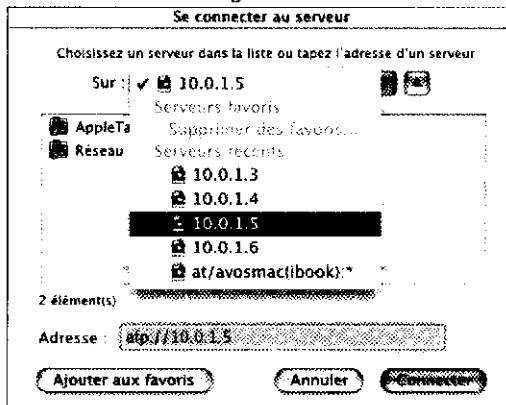 Se connecter au serveur
Choisissez un serveur dans la liste ou tapez l'adresse d'un serveur
Sur : ✓ 10.0.1.5
Serveurs favoris
Supprimer des favoris...
AppleTa
Réseau
Serveurs récents
10.0.1.3
10.0.1.4
10.0.1.5
10.0.1.6
at/avosmac(ibook):*
2 élément(s)
Adresse : afp://10.0.1.5
Ajouter aux favoris
Annuler
Connecter